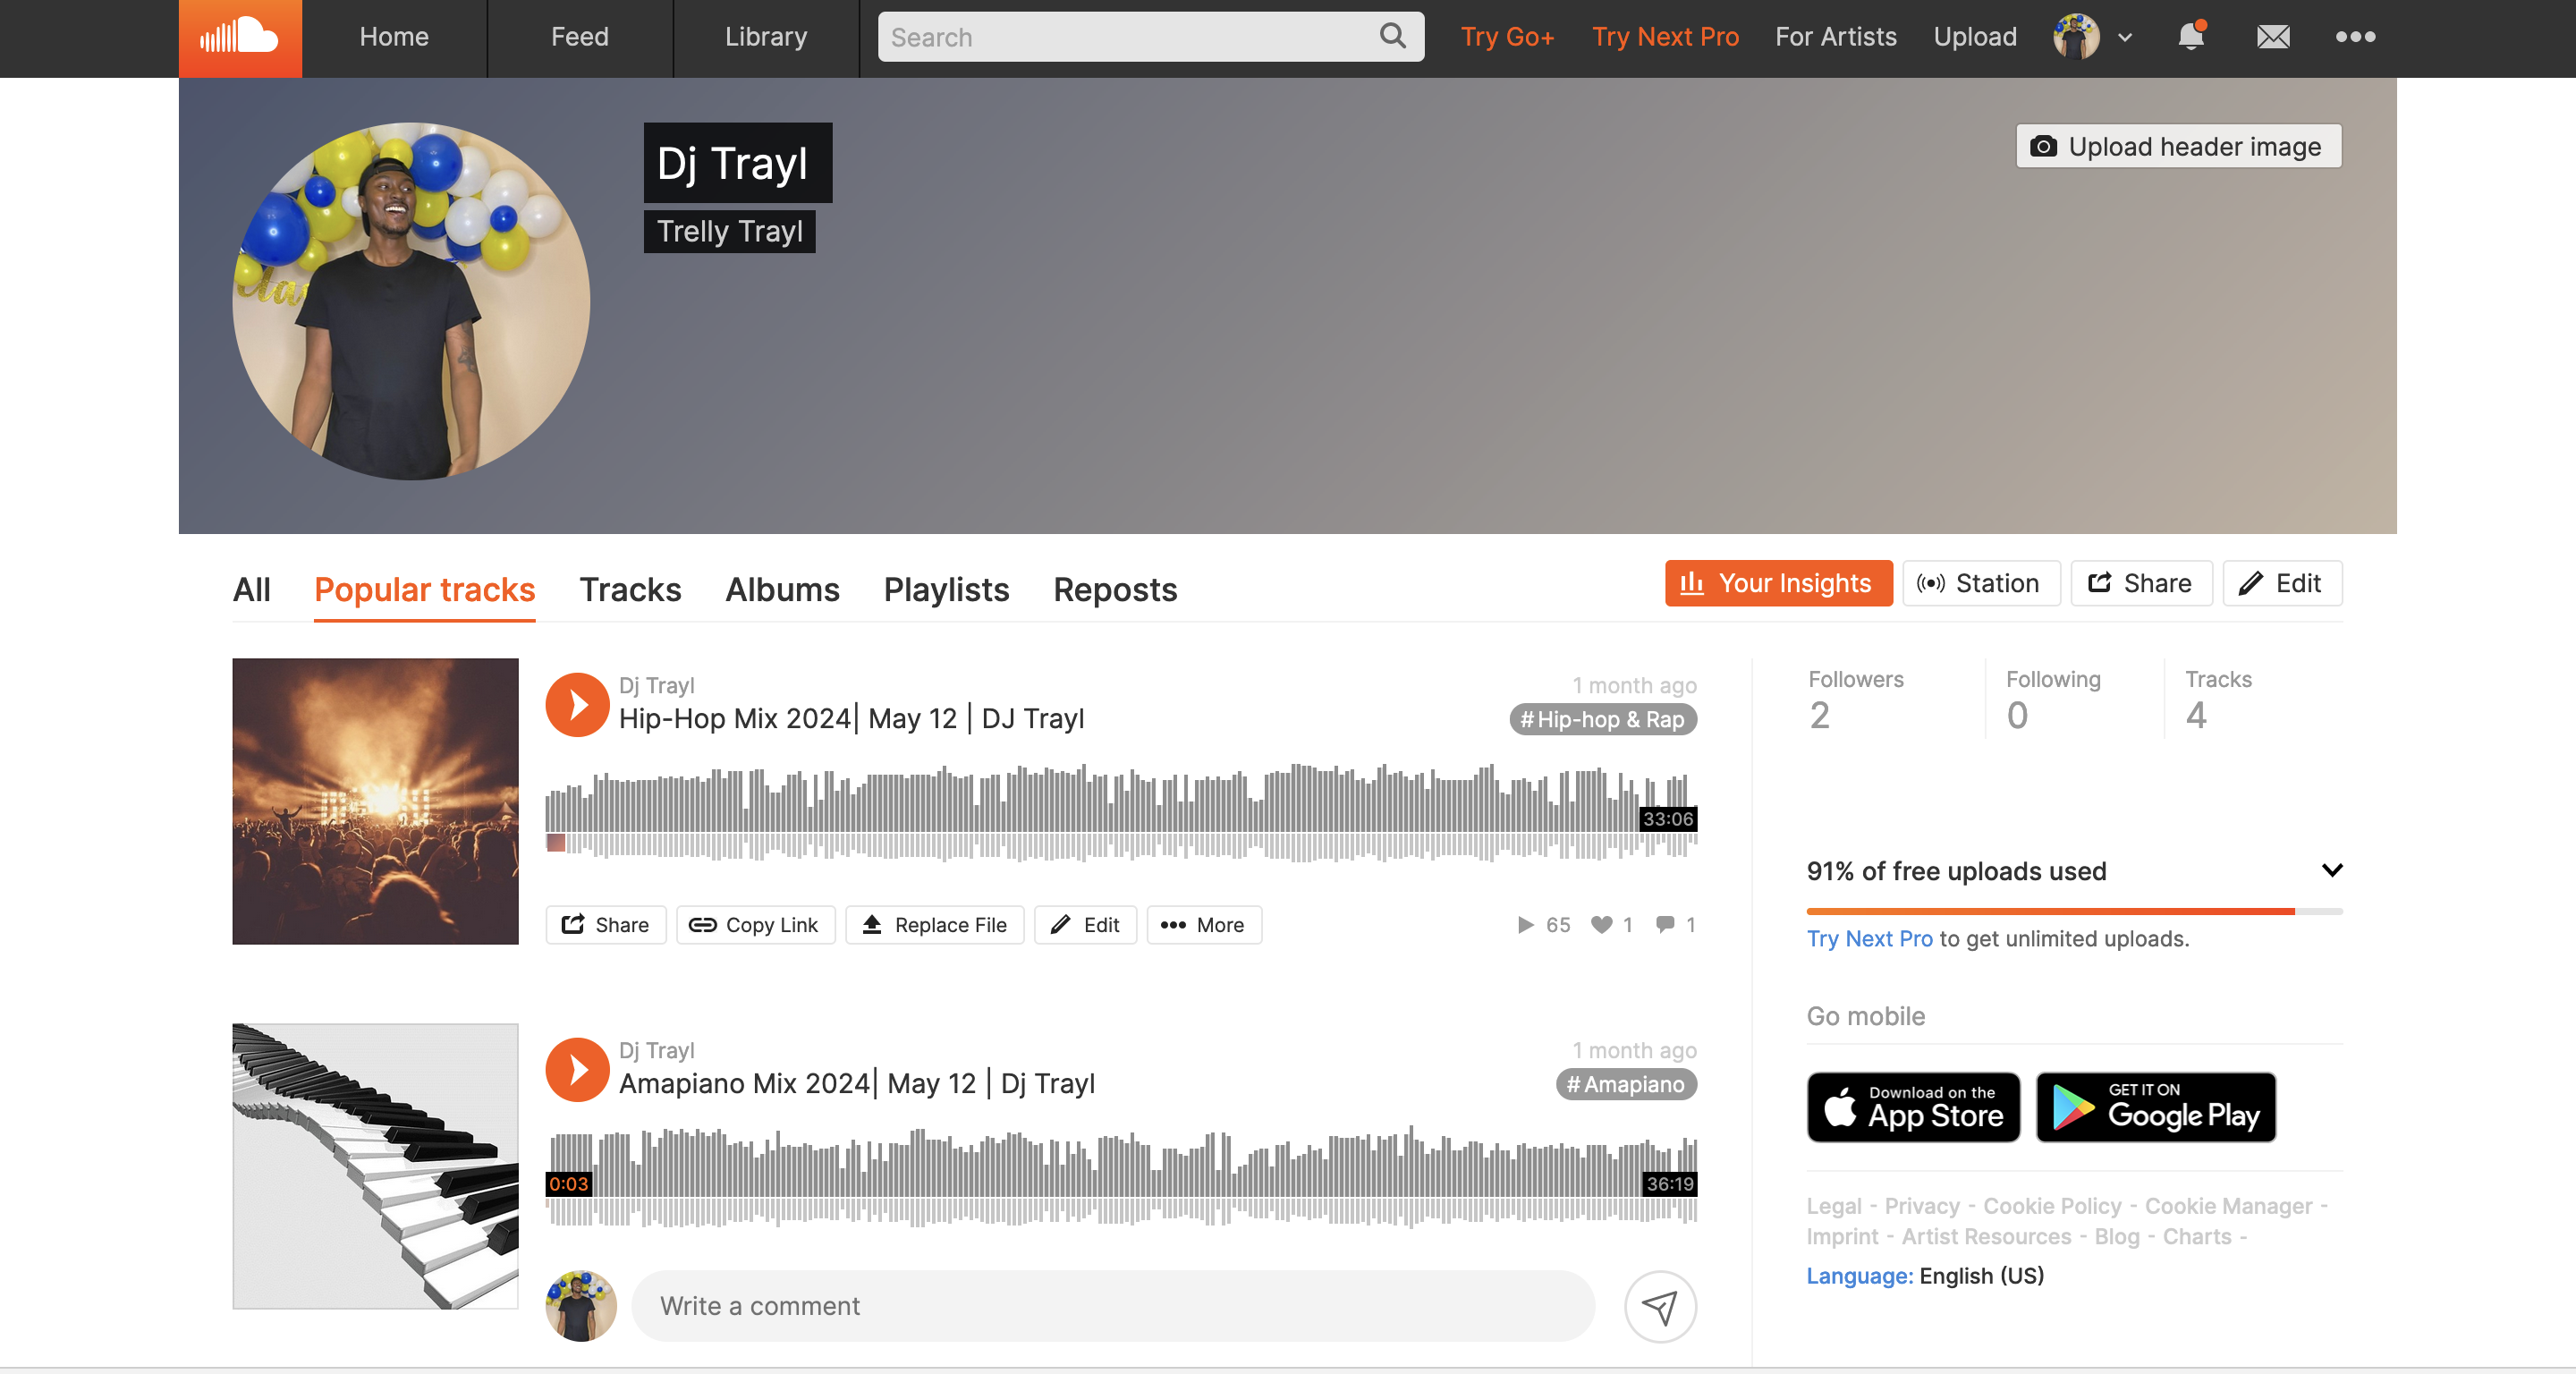 Home
Feed
Library
Search
Try Go+
Try Next Pro
For Artists
Upload
Dj Trayl
Trelly Trayl
Upload header image
All
Popular tracks
Tracks
Albums
Playlists
Reposts
Your Insights
Station
Share
Edit
Dj Trayl
1 month ago
Hip-Hop Mix 2024| May 12 | DJ Trayl
# Hip-hop & Rap
33:06
Share
Copy Link
Replace File
Edit
More
65
1
1
Dj Trayl
1 month ago
Amapiano Mix 2024| May 12 | Dj Trayl
# Amapiano
0:03
36:19
Write a comment
Followers
2
Following
0
Tracks
4
91% of free uploads used
Try Next Pro to get unlimited uploads.
Go mobile
Download on the
App Store
GET IT ON
Google Play
Legal - Privacy - Cookie Policy - Cookie Manager -
Imprint - Artist Resources - Blog - Charts -
Language: English (US)